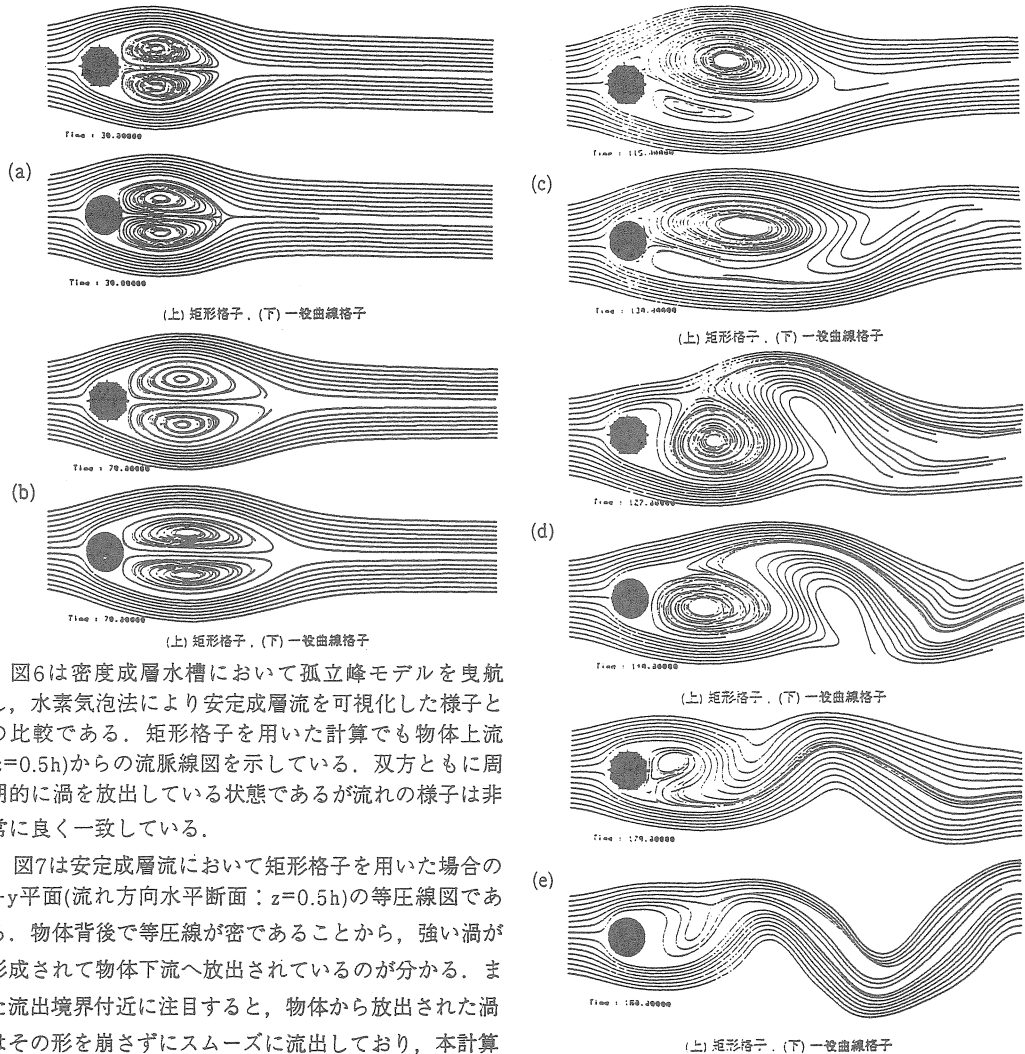 Time : 30.00000
(a)
Time : 30.00000
(上) 矩形格子，(下) 一般曲線格子
Time : 70.00000
(b)
Time : 70.00000
(上) 矩形格子，(下) 一般曲線格子
図6は密度成層水槽において孤立峰モデルを曳航
し，水素気泡法により安定成層流を可視化した様子と
の比較である．矩形格子を用いた計算でも物体上流
=0.5h)からの流脈線図を示している．双方ともに周
期的に渦を放出している状態であるが流れの様子は非
常に良く一致している．
図7は安定成層流において矩形格子を用いた場合の
-y平面(流れ方向水平断面：z=0.5h)の等圧線図であ
る．物体背後で等圧線が密であることから，強い渦が
形成されて物体下流へ放出されているのが分かる．ま
た流出境界付近に注目すると，物体から放出された渦
はその形を崩さずにスムーズに流出しており，本計算
Time : 115.00000
(c)
Time :
(上) 矩形格子，(下) 一般曲線格子
Time : 127.00000
(d)
Time :
(上) 矩形格子，(下) 一般曲線格子
Time : 179.00000
(e)
Time :
(上) 矩形格子，(下) 一般曲線格子